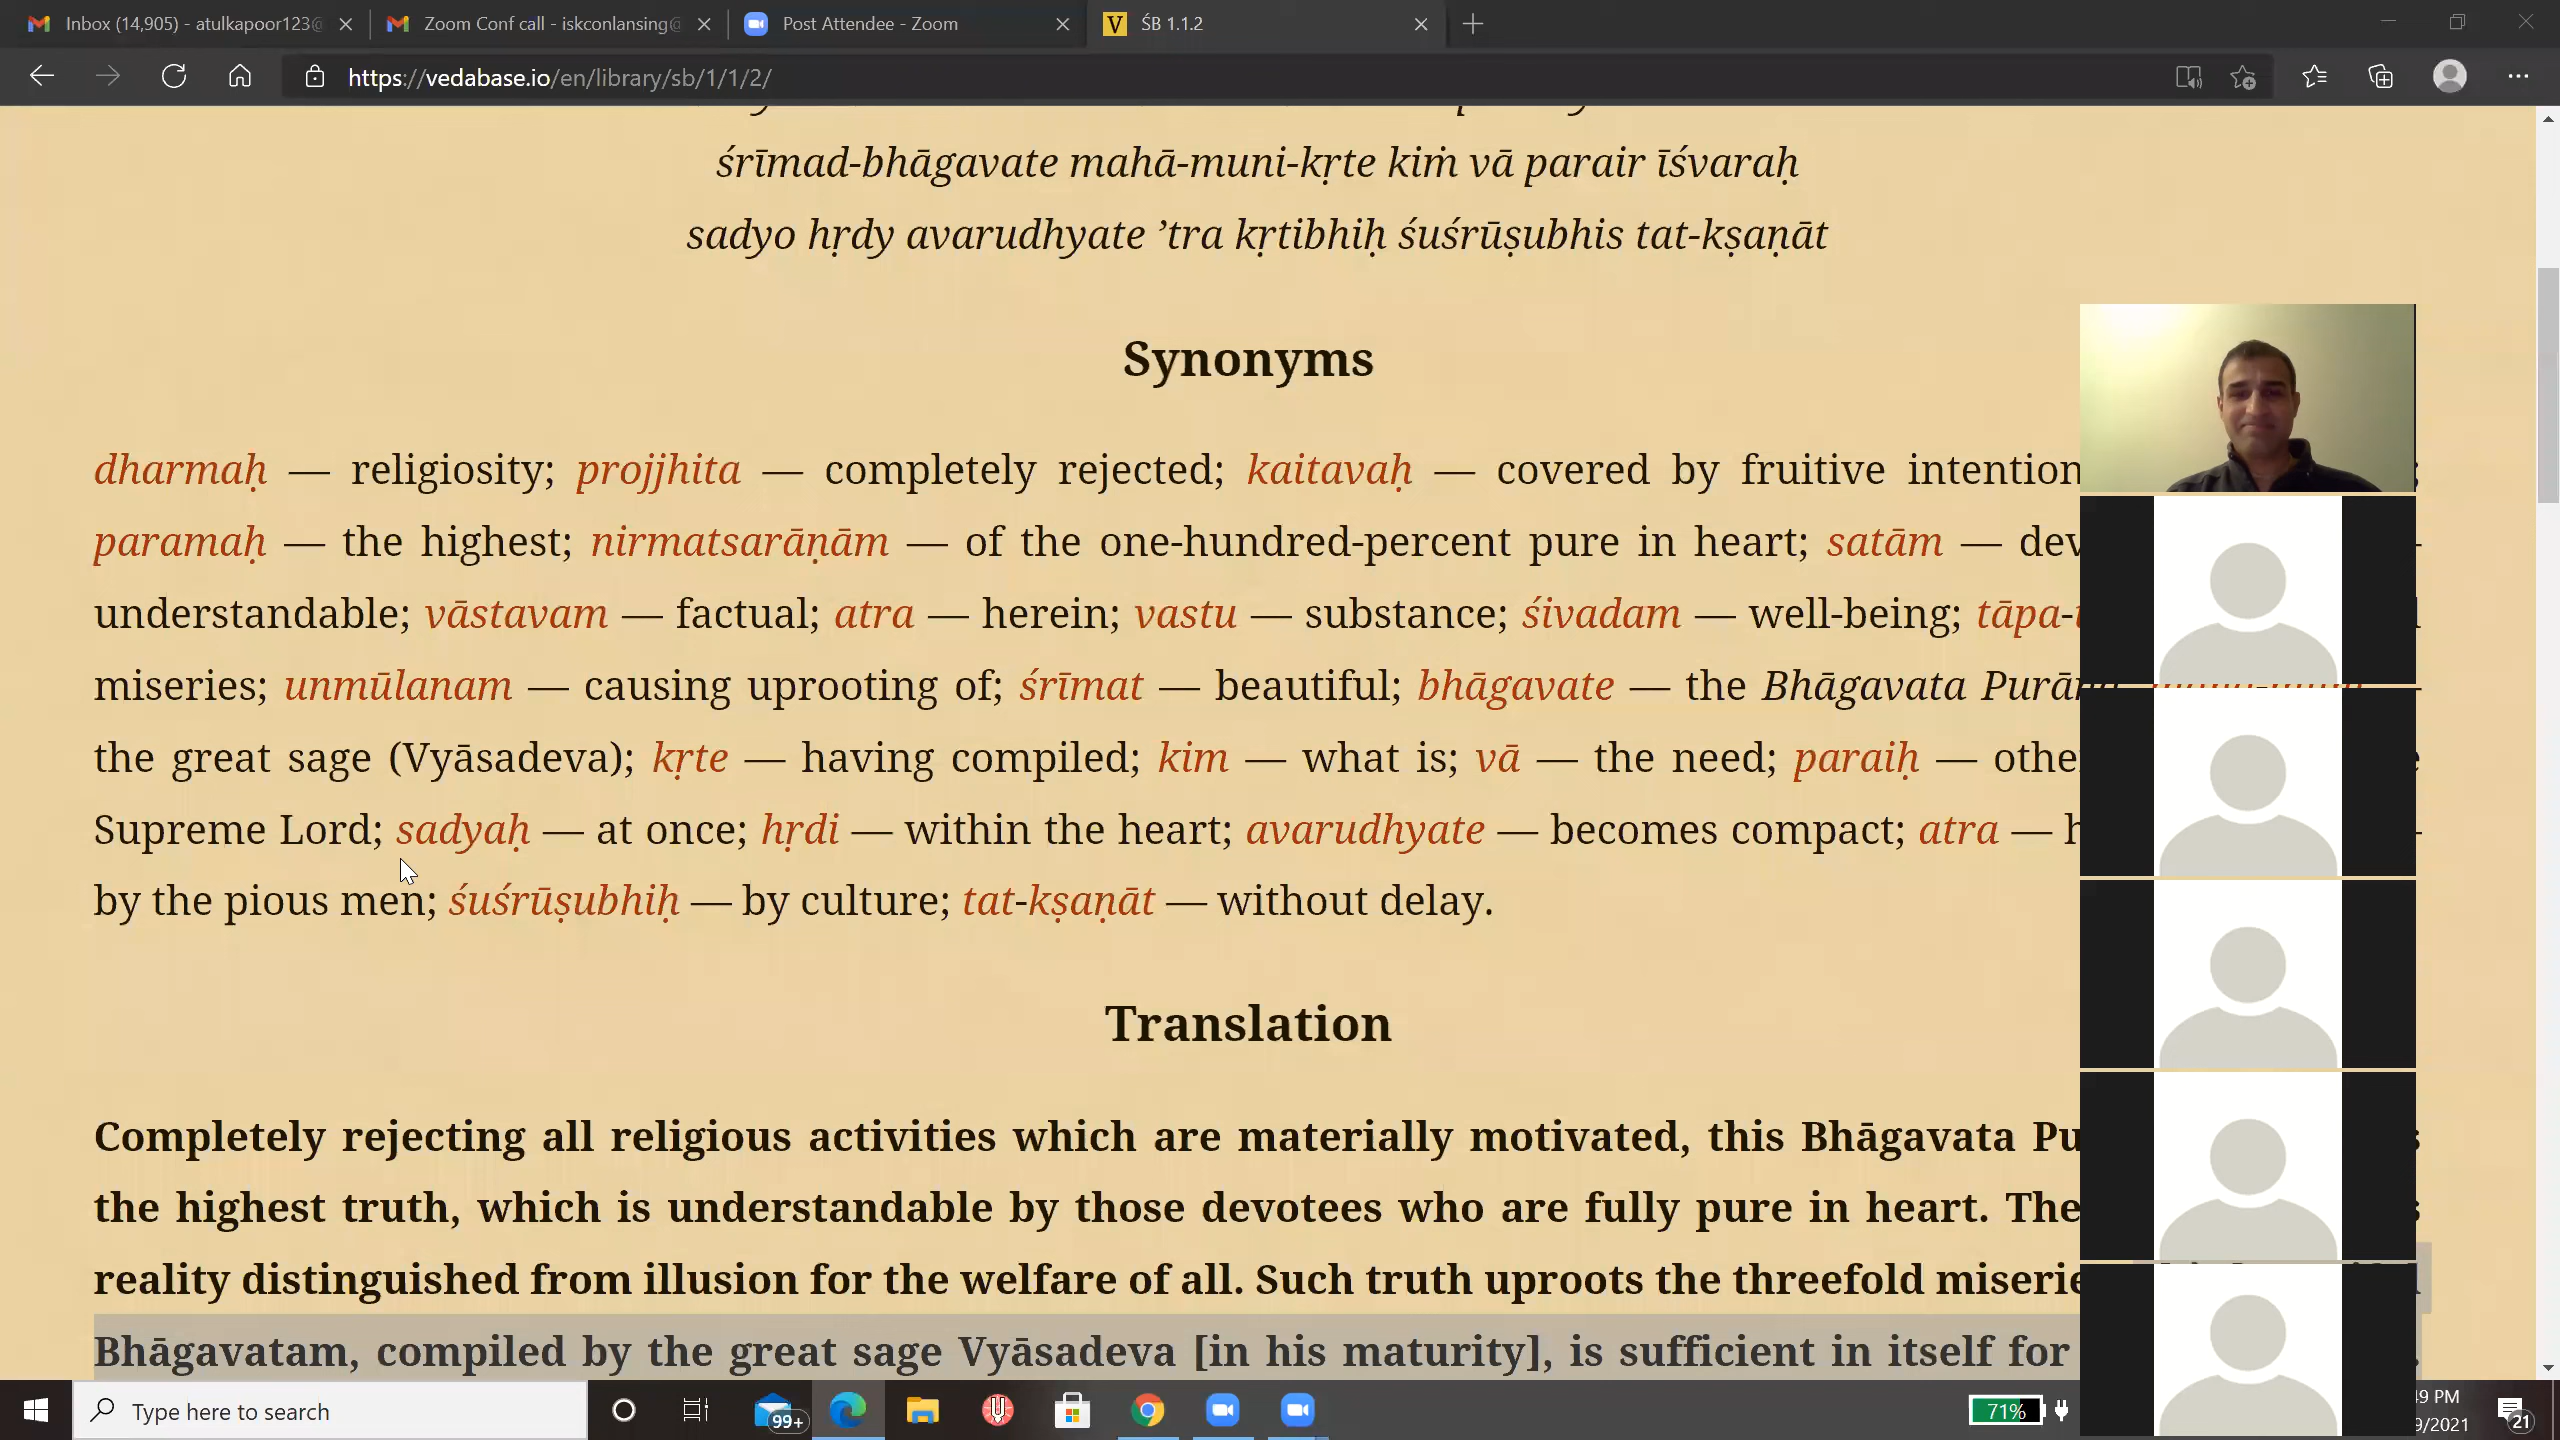 Inbox (14,905) - atulkapoor123@
Zoom Conf call - iskconlansing@
Post Attendee - Zoom
V ŚB 1.1.2
https://vedabase.io/en/library/sb/1/1/2/
śrīmad-bhāgavate mahā-muni-kṛte kiṁ vā parair īśvaraḥ
sadyo hṛdy avarudhyate ’tra kṛtibhiḥ śuśrūṣubhis tat-kṣaṇāt
Synonyms
dharmaḥ — religiosity; projjhita — completely rejected; kaitavaḥ — covered by fruitive intention
paramaḥ — the highest; nirmatsarāṇām — of the one-hundred-percent pure in heart; satām —
understandable; vāstavam — factual; atra — herein; vastu — substance; śivadam — well-being; tāpa-
miseries; unmūlanam — causing uprooting of; śrīmat — beautiful; bhāgavate — the Bhāgavata
the great sage (Vyāsadeva); kṛte — having compiled; kim — what is; vā — the need; paraiḥ —
Supreme Lord; sadyaḥ — at once; hṛdi — within the heart; avarudhyate — becomes compact; atra —
by the pious men; śuśrūṣubhiḥ — by culture; tat-kṣaṇāt — without delay.
Translation
Completely rejecting all religious activities which are materially motivated, this Bhāgavata
the highest truth, which is understandable by those devotees who are fully pure in heart. The
reality distinguished from illusion for the welfare of all. Such truth uproots the threefold
Bhāgavatam, compiled by the great sage Vyāsadeva [in his maturity], is sufficient in itself for
Type here to search
99+
71%
49 PM
9/2021
21